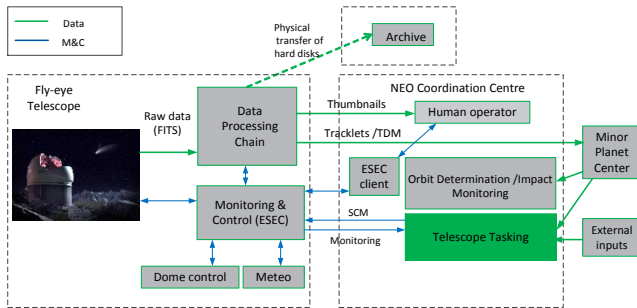 Data
M&C
Physical
transfer of
hard disks
Archive
Fly-eye
Telescope
Raw data
(FITS)
Data
Processing
Chain
NEO Coordination Centre
Thumbnails
Human operator
Tracklets /TDM
Minor
Planet
Center
ESEC
client
Orbit Determination /Impact
Monitoring
Monitoring &
Control (ESEC)
SCM
Monitoring
Telescope Tasking
External
inputs
Dome control
Meteo